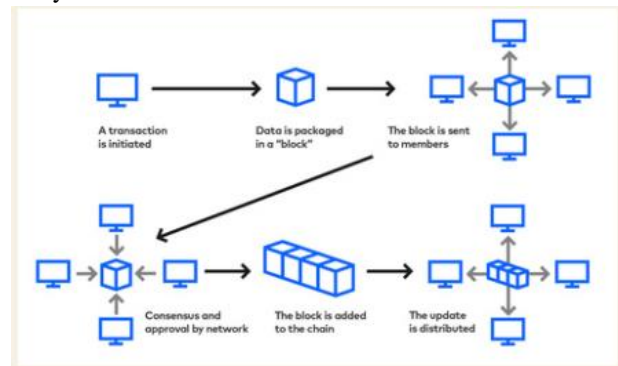 A transaction
is initiated
Data is packaged
in a "block"
The block is sent
to members
Consensus and
approval by network
The block is added
to the chain
The update
is distributed